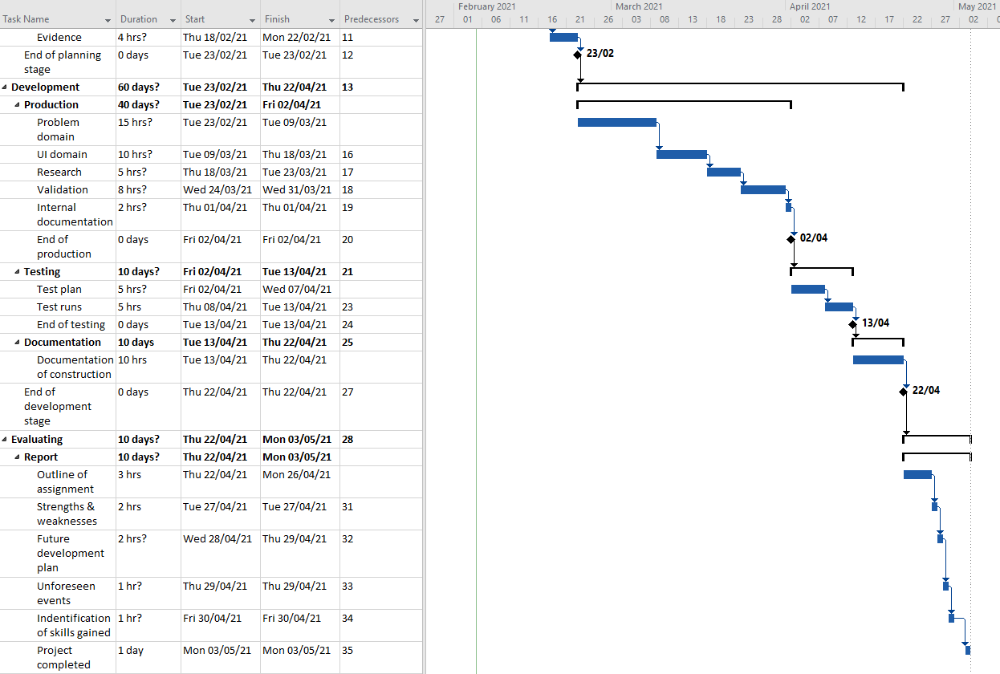 February 2021 March 2021 April 2021 May 2021
Task Name Duration Start Finish Predecessors 27 01 06 11 16 21 26 03 08 13 18 23 28 02 07 12 17 22 27 02 0
Evidence 4 hrs? Thu 18/02/21 Mon 22/02/21 11
End of planning 0 days Tue 23/02/21 Tue 23/02/21 12 23/02
stage
Development 60 days? Tue 23/02/21 Thu 22/04/21 13
Production 40 days? Tue 23/02/21 Fri 02/04/21
Problem 15 hrs? Tue 23/02/21 Tue 09/03/21
domain
UI domain 10 hrs? Tue 09/03/21 Thu 18/03/21 16
Research 5 hrs? Thu 18/03/21 Tue 23/03/21 17
Validation 8 hrs? Wed 24/03/21 Wed 31/03/21 18
Internal 2 hrs? Thu 01/04/21 Thu 01/04/21 19
documentation
End of 0 days Fri 02/04/21 Fri 02/04/21 20 02/04
production
Testing 10 days? Fri 02/04/21 Tue 13/04/21 21
Test plan 5 hrs? Fri 02/04/21 Wed 07/04/21
Test runs 5 hrs Thu 08/04/21 Tue 13/04/21 23
End of testing 0 days Tue 13/04/21 Tue 13/04/21 24 13/04
Documentation 10 days Tue 13/04/21 Thu 22/04/21 25
Documentation 10 hrs Tue 13/04/21 Thu 22/04/21
of construction
End of 0 days Thu 22/04/21 Thu 22/04/21 27 22/04
development
stage
Evaluating 10 days? Thu 22/04/21 Mon 03/05/21 28
Report 10 days? Thu 22/04/21 Mon 03/05/21
Outline of 3 hrs Thu 22/04/21 Mon 26/04/21
assignment
Strengths & 2 hrs Tue 27/04/21 Tue 27/04/21 31
weaknesses
Future 2 hrs? Wed 28/04/21 Thu 29/04/21 32
development
plan
Unforeseen 1 hr? Thu 29/04/21 Thu 29/04/21 33
events
Indentification 1 hr? Fri 30/04/21 Fri 30/04/21 34
of skills gained
Project 1 day Mon 03/05/21 Mon 03/05/21 35
completed